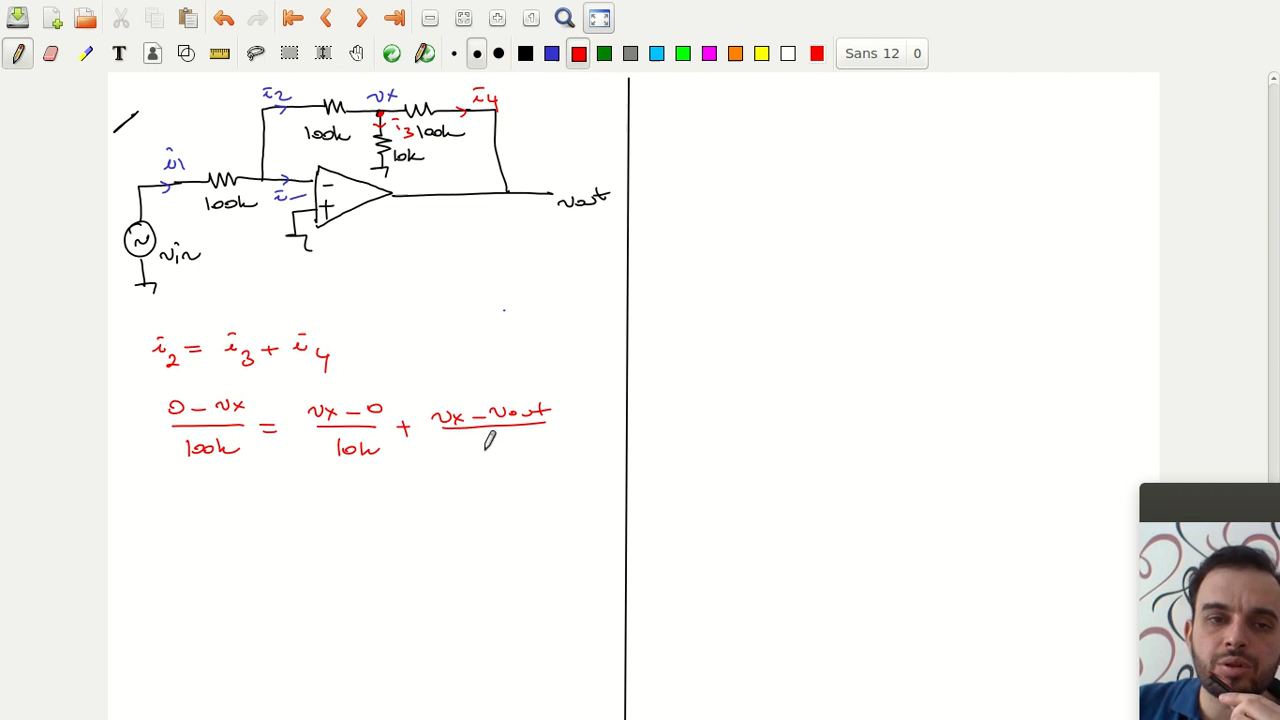 T
1
Sans 12 0
i2 vx i4
100k i3 100k
10k
i1
100k i- - +
vin vout
i2 = i3 + i4
0 - vx / 100k = vx - 0 / 10k + vx - vout